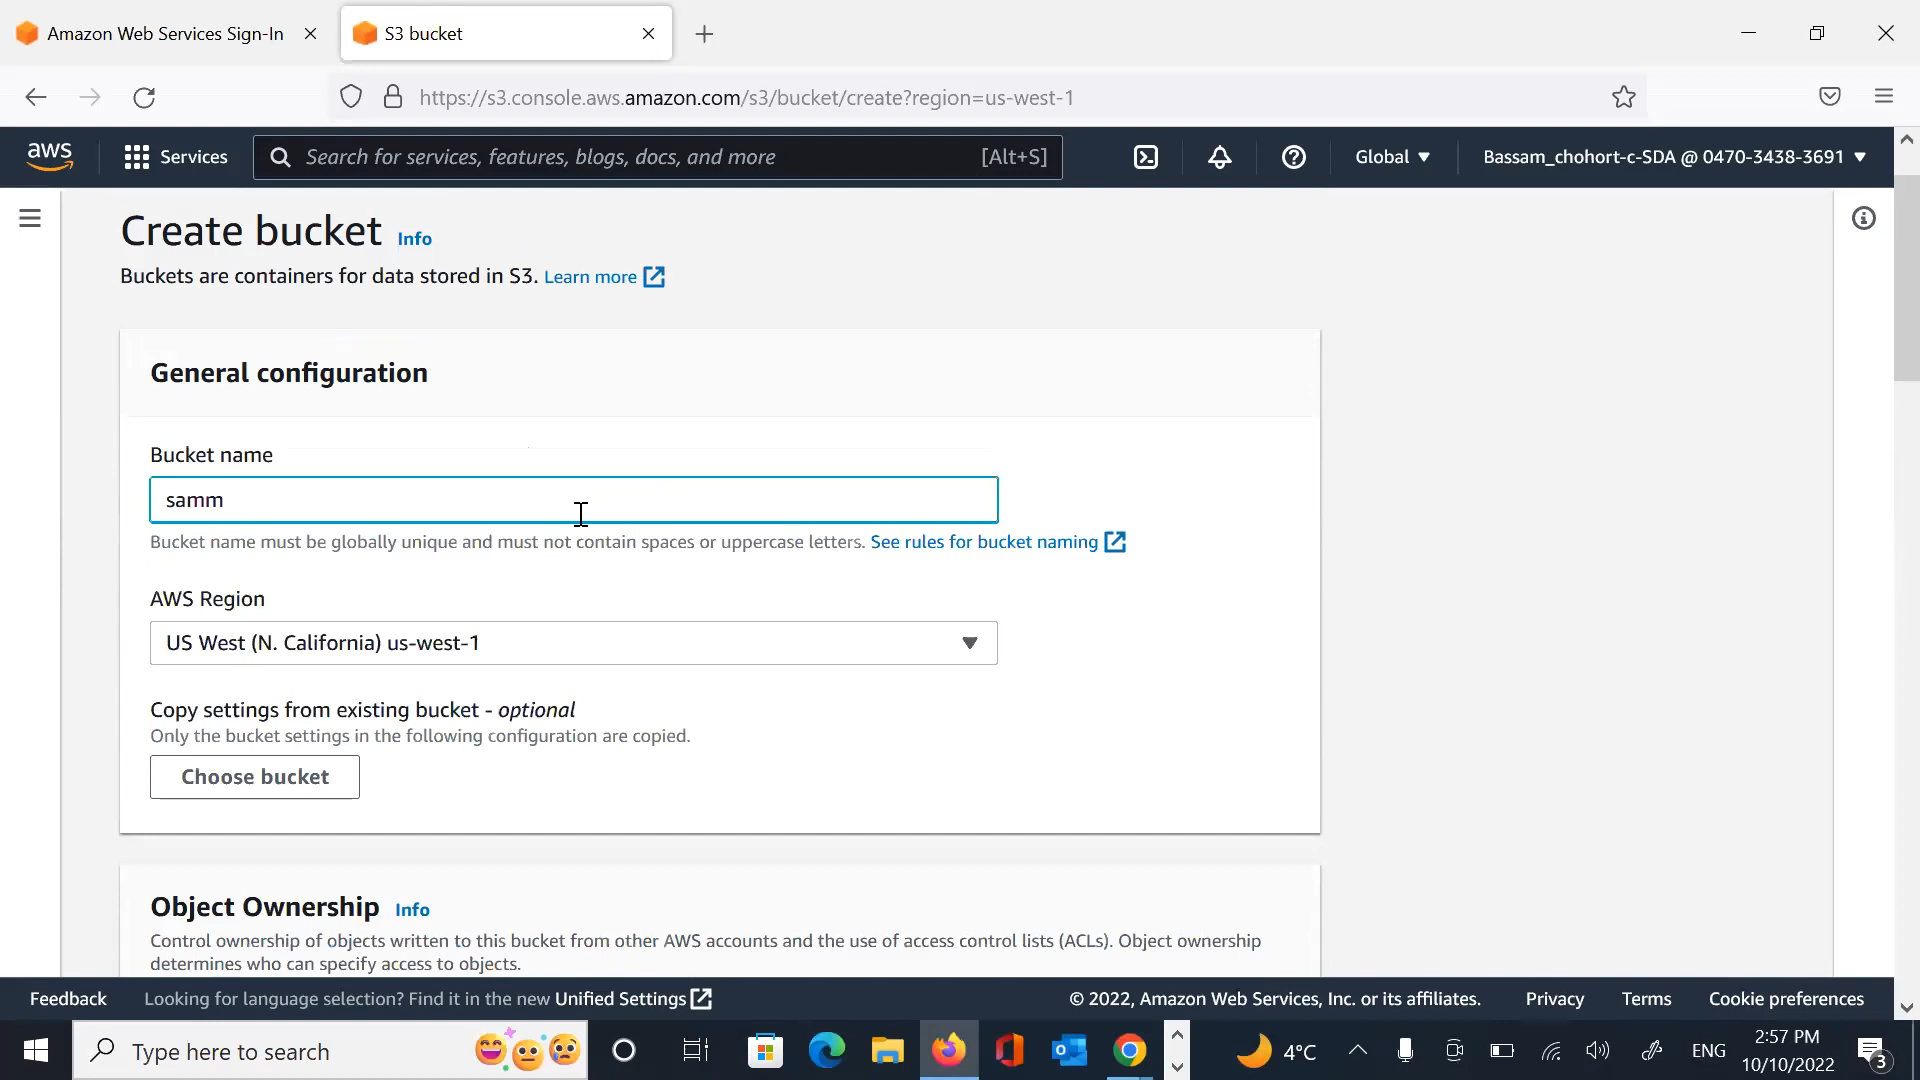 Amazon Web Services Sign-In
S3 bucket
https://s3.console.aws.amazon.com/s3/bucket/create?region=us-west-1
aws
Services
Search for services, features, blogs, docs, and more
[Alt+S]
Global
Bassam_chohort-c-SDA @ 0470-3438-3691
Create bucket Info
Buckets are containers for data stored in S3. Learn more
General configuration
Bucket name
samm
Bucket name must be globally unique and must not contain spaces or uppercase letters. See rules for bucket naming
AWS Region
US West (N. California) us-west-1
Copy settings from existing bucket - optional
Only the bucket settings in the following configuration are copied.
Choose bucket
Object Ownership Info
Control ownership of objects written to this bucket from other AWS accounts and the use of access control lists (ACLs). Object ownership
determines who can specify access to objects.
Feedback
Looking for language selection? Find it in the new Unified Settings
© 2022, Amazon Web Services, Inc. or its affiliates.
Privacy
Terms
Cookie preferences
Type here to search
4°C
ENG
2:57 PM
10/10/2022
3